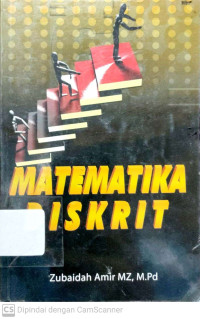 MATEMATIKA
DISKRIT
Zubaidah Amir MZ, M.Pd
CS Dipindai dengan CamScanner